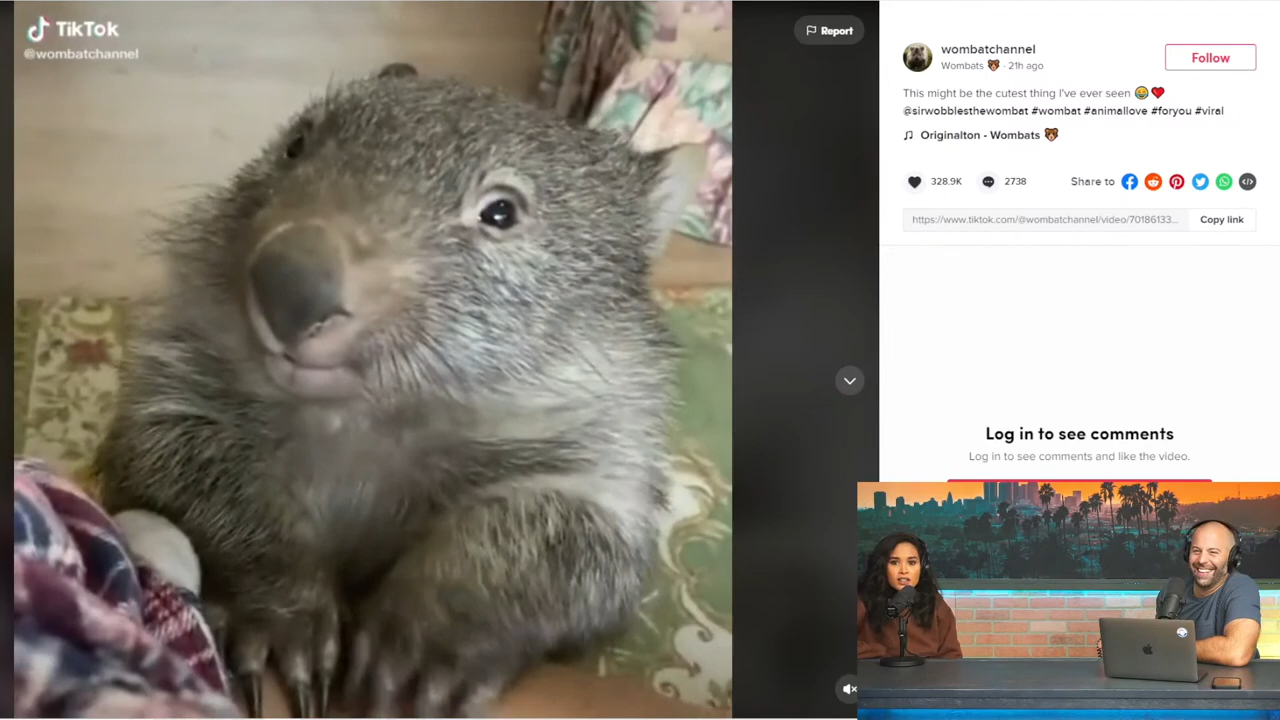 TikTok
@wombatchannel
Report
wombatchannel
Wombats 🐻 · 21h ago
Follow
This might be the cutest thing I've ever seen 😂❤️
@sirwobblesthewombat #wombat #animallove #foryou #viral
Originalton - Wombats 🐻
328.9K
2738
Share to
https://www.tiktok.com/@wombatchannel/video/70186133...
Copy link
Log in to see comments
Log in to see comments and like the video.